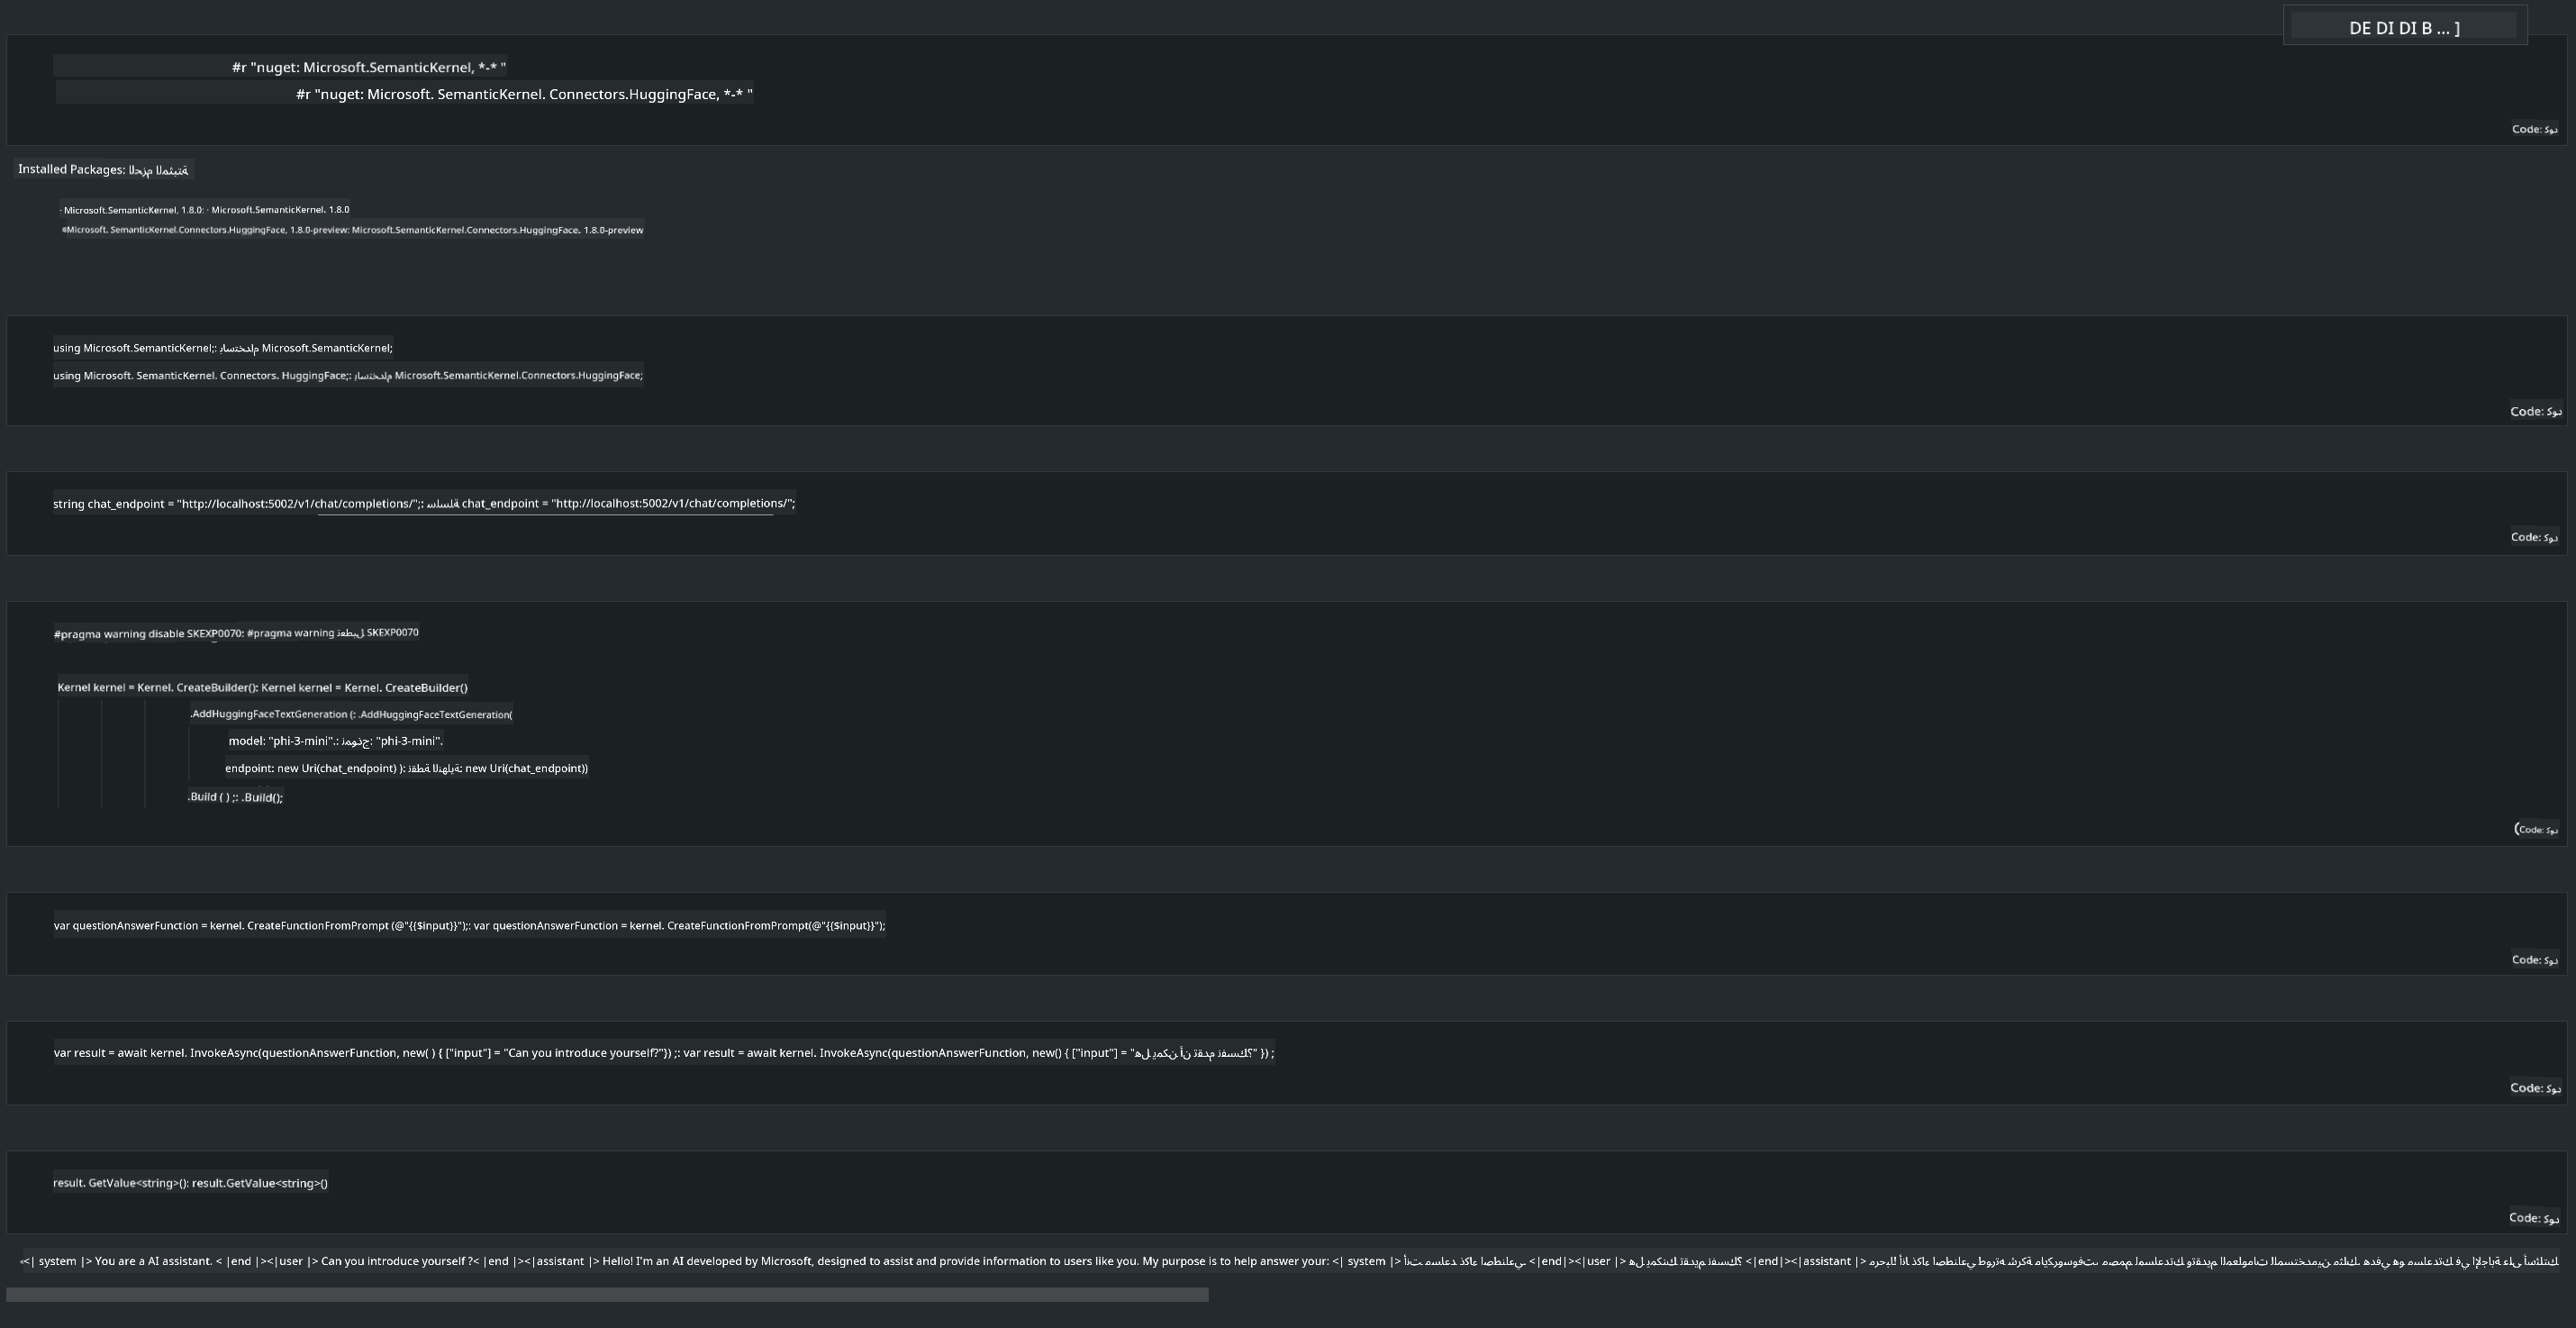 DE DI DI B ... ]
#r "nuget: Microsoft.SemanticKernel, *-* "
#r "nuget: Microsoft. SemanticKernel. Connectors.HuggingFace, *-* "
Code: كود
Installed Packages: الحزم المثبتة
· Microsoft.SemanticKernel, 1.8.0: · Microsoft.SemanticKernel. 1.8.0
•Microsoft. SemanticKernel.Connectors.HuggingFace, 1.8.0-preview: Microsoft.SemanticKernel.Connectors.HuggingFace. 1.8.0-preview
using Microsoft.SemanticKernel;: باستخدام Microsoft.SemanticKernel;
using Microsoft. SemanticKernel. Connectors. HuggingFace;: باستخدام Microsoft.SemanticKernel.Connectors.HuggingFace;
Code: كود
string chat_endpoint = "http://localhost:5002/v1/chat/completions/";: سلسلة chat_endpoint = "http://localhost:5002/v1/chat/completions/";
Code: كود
#pragma warning disable SKEXP0070: #pragma warning تعطيل SKEXP0070
Kernel kernel = Kernel. CreateBuilder(): Kernel kernel = Kernel. CreateBuilder()
.AddHuggingFaceTextGeneration (: .AddHuggingFaceTextGeneration(
model: "phi-3-mini".: نموذج: "phi-3-mini".
endpoint: new Uri(chat_endpoint) ): نقطة النهاية: new Uri(chat_endpoint))
.Build ( ) ;: .Build();
(Code: كود
var questionAnswerFunction = kernel. CreateFunctionFromPrompt (@"{{$input}}");: var questionAnswerFunction = kernel. CreateFunctionFromPrompt(@"{{$input}}");
Code: كود
var result = await kernel. InvokeAsync(questionAnswerFunction, new( ) { ["input"] = "Can you introduce yourself?"}) ;: var result = await kernel. InvokeAsync(questionAnswerFunction, new() { ["input"] = "هل يمكن أن تقدم نفسك؟" }) ;
Code: كود
result. GetValue<string>(): result.GetValue<string>()
Code: كود
<| system |> You are a AI assistant. < |end |><|user |> Can you introduce yourself ?< |end |><|assistant |> Hello! I'm an AI developed by Microsoft, designed to assist and provide information to users like you. My purpose is to help answer your: <| system |> أنت مساعد ذكاء اصطناعي. <|end|><|user |> هل يمكنك تقديم نفسك؟ <|end|><|assistant |> مرحبا! أنا ذكاء اصطناعي طورته شركة مايكروسوفت، مصمم لمساعدتك وتقديم المعلومات للمستخدمين مثلك. هدفي هو مساعدتك في الإجابة على أسئلتك